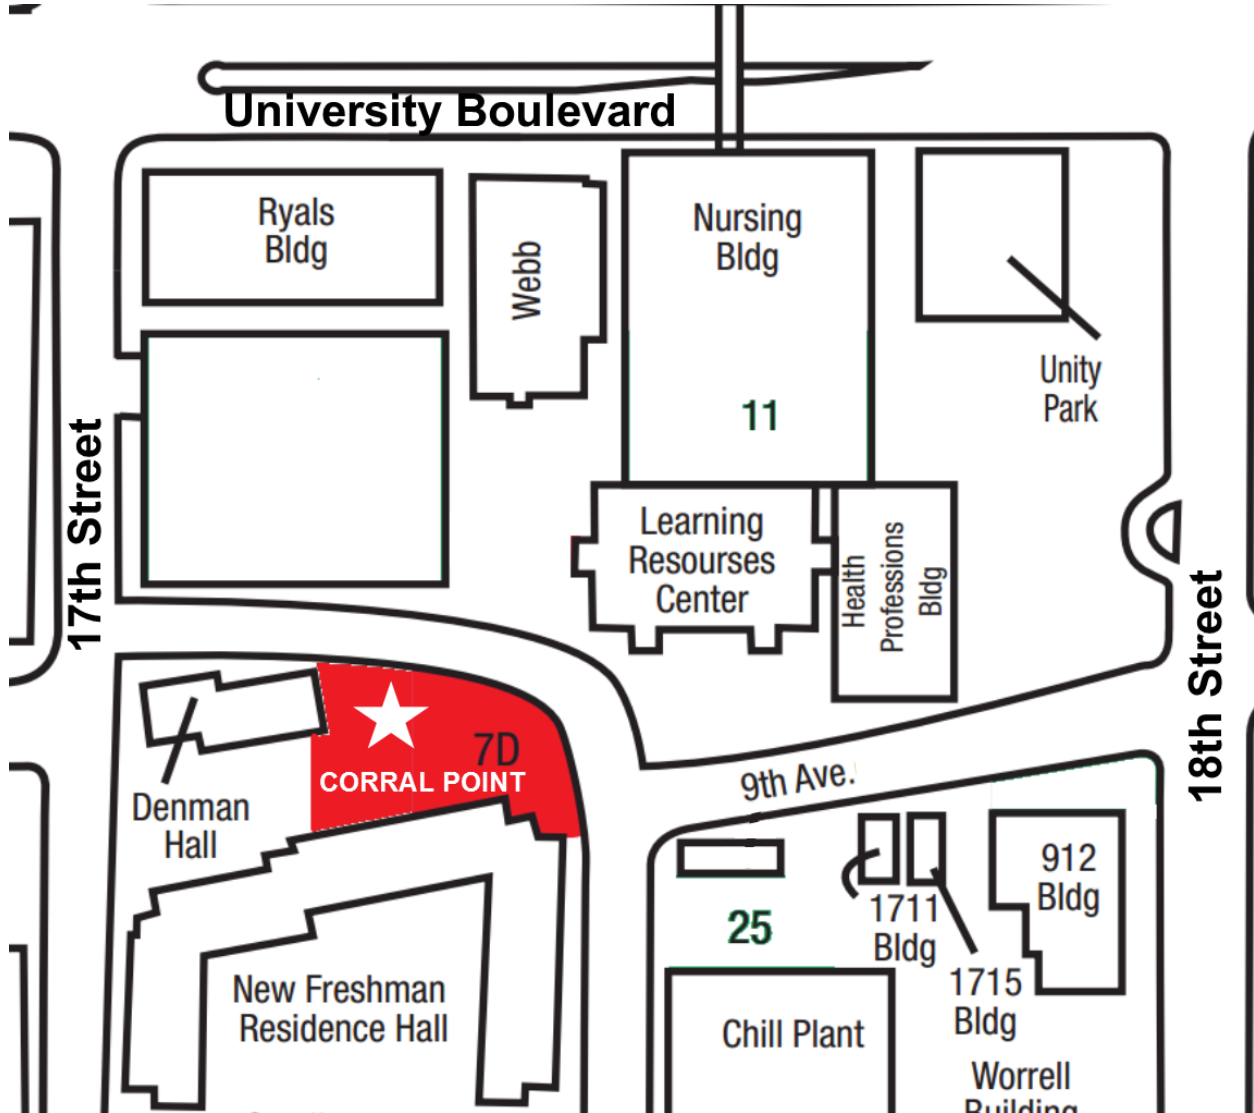 University Boulevard
Ryals
Bldg
Webb
Nursing
Bldg
11
Unity
Park
17th Street
Learning
Resourses
Center
Health
Professions
Bldg
18th Street
7D
CORRAL POINT
9th Ave.
Denman
Hall
25
1711
Bldg
1715
Bldg
912
Bldg
New Freshman
Residence Hall
Chill Plant
Worrell
Building